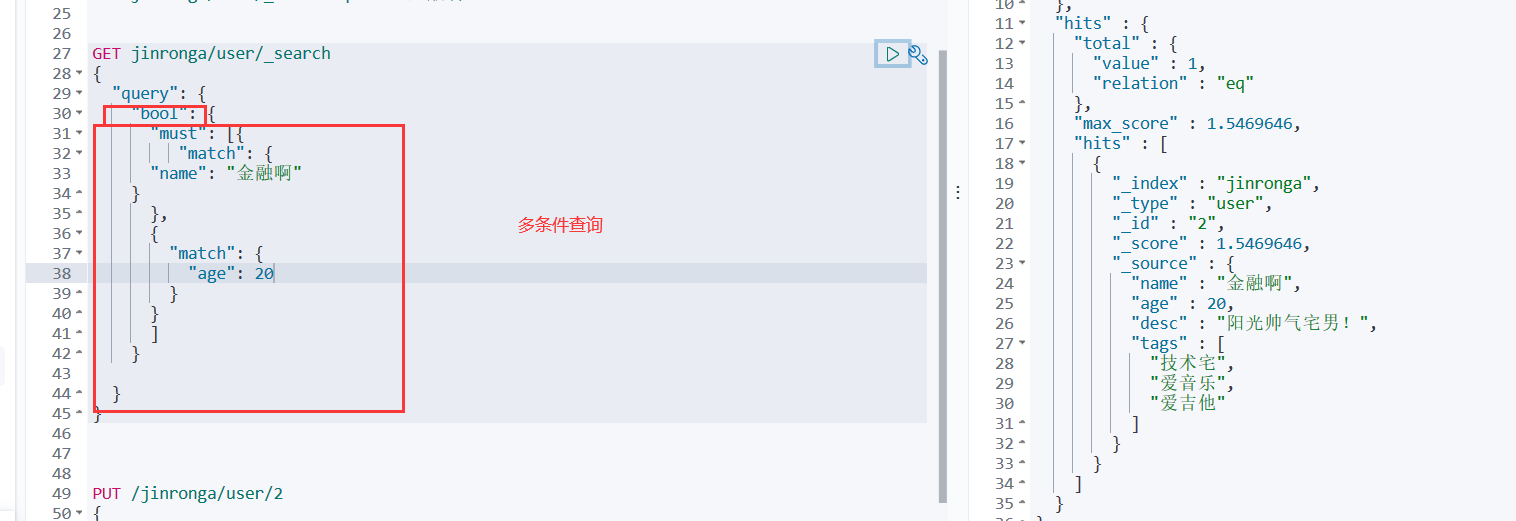 25
26
27 GET jinronga/user/_search
28 {
29 "query": {
30 "bool": {
31 "must": [{
32 "match": {
33 "name": "金融啊"
34 }
35 },
36 {
37 "match": {
38 "age": 20
39 }
40 }
41 ]
42 }
43
44 }
45 }
46
47
48
49 PUT /jinronga/user/2
50 {
多条件查询
10 },
11 "hits" : {
12 "total" : {
13 "value" : 1,
14 "relation" : "eq"
15 },
16 "max_score" : 1.5469646,
17 "hits" : [
18 {
19 "_index" : "jinronga",
20 "_type" : "user",
21 "_id" : "2",
22 "_score" : 1.5469646,
23 "_source" : {
24 "name" : "金融啊",
25 "age" : 20,
26 "desc" : "阳光帅气宅男！",
27 "tags" : [
28 "技术宅",
29 "爱音乐",
30 "爱吉他"
31 ]
32 }
33 }
34 ]
35 }